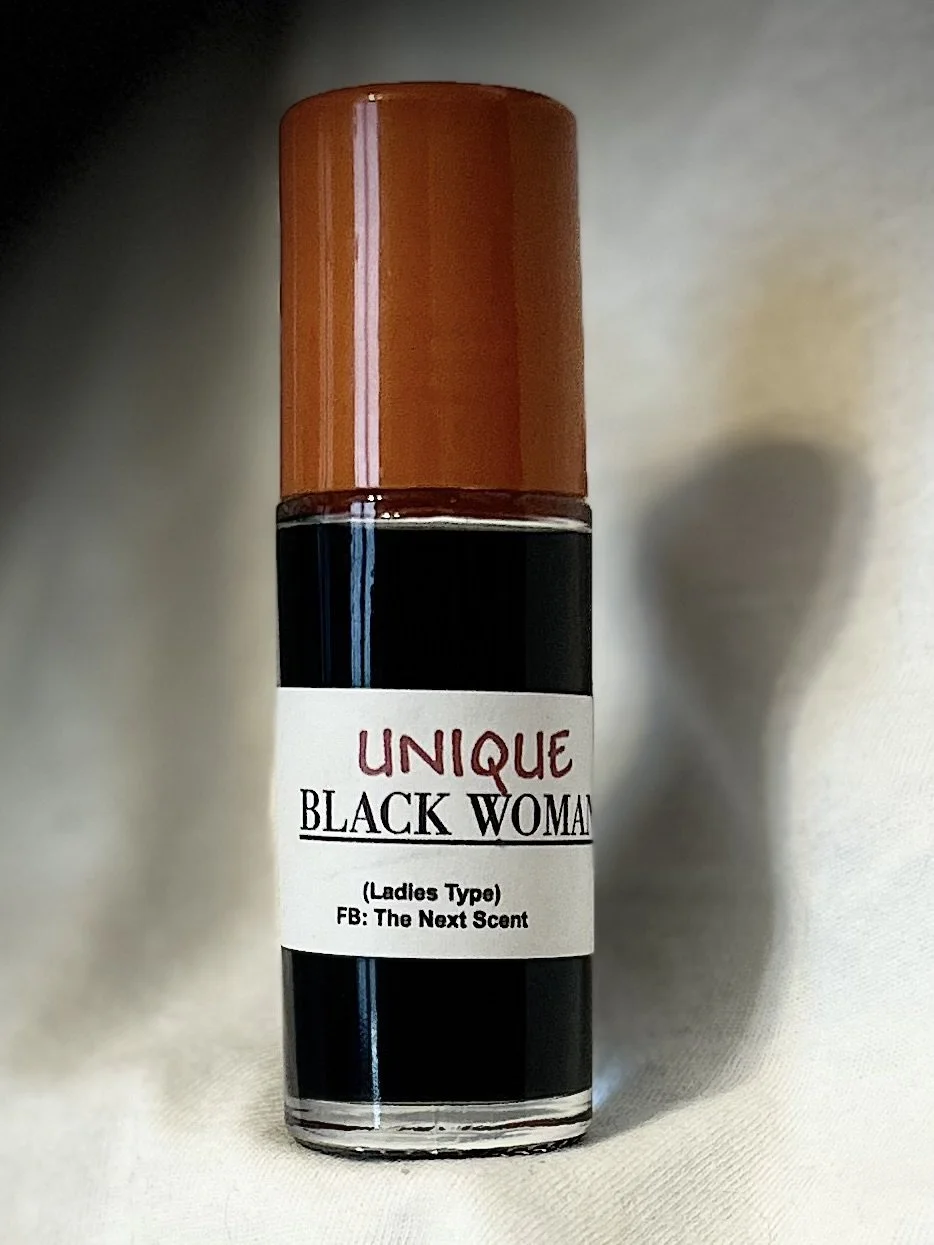 UNIQUE
BLACK WOMAN
(Ladies Type)
FB: The Next Scent